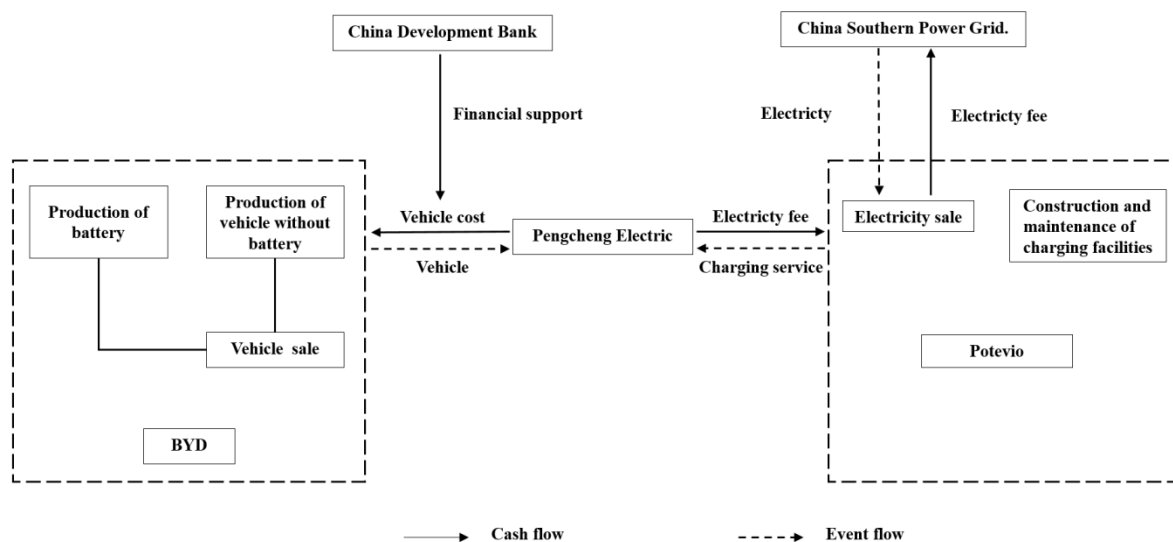 China Development Bank
China Southern Power Grid.
Financial support
Electricty
Electricty fee
Production of
battery
Production of
vehicle without
battery
Vehicle cost
Vehicle
Pengcheng Electric
Electricty fee
Charging service
Electricity sale
Construction and
maintenance of
charging facilities
Vehicle sale
Potevio
BYD
Cash flow
Event flow